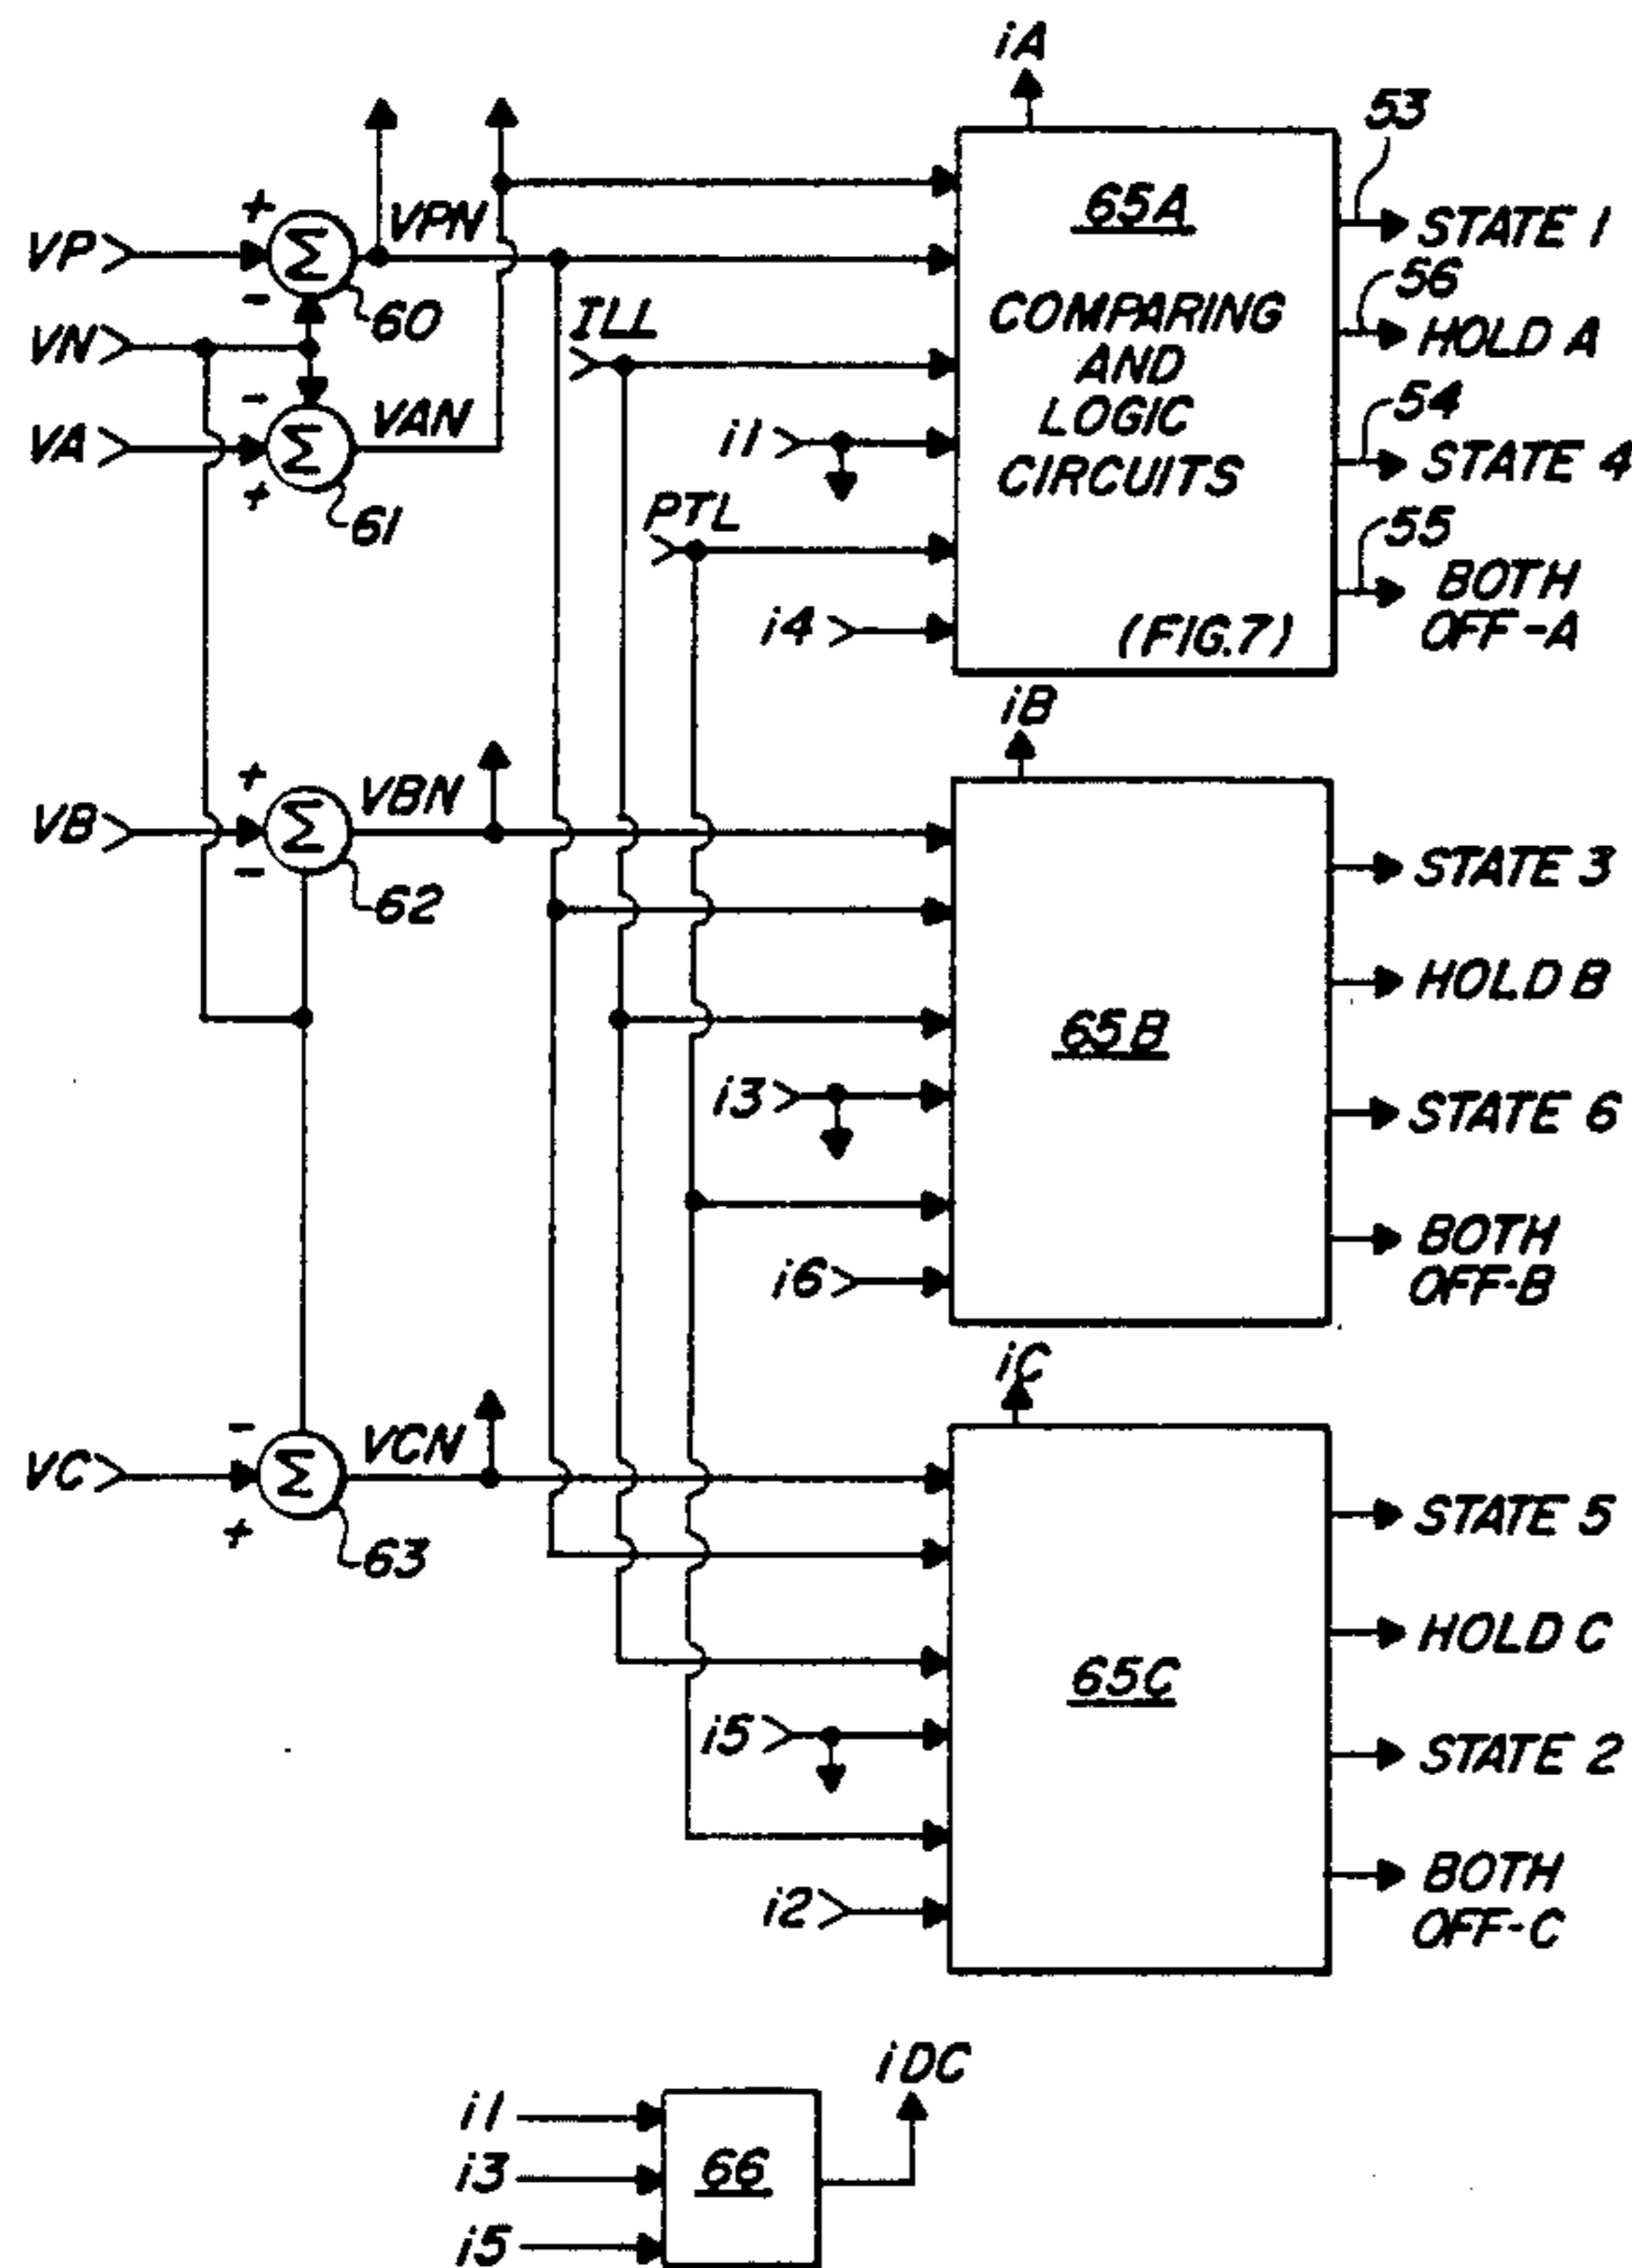 iA
53
VPN
65A
STATE 1
VP
Σ
+
-
60
56
HOLD A
ILL
COMPARING
AND
LOGIC
CIRCUITS
VN
-
VAN
54
STATE 4
VA
Σ
+
61
i1
PTL
55
BOTH
OFF-A
i4
(FIG.7)
iB
+
VBN
VB
Σ
-
62
STATE 3
HOLD B
65B
i3
STATE 6
BOTH
OFF-B
i6
iC
-
VCN
VC
Σ
+
63
STATE 5
HOLD C
65C
i5
STATE 2
BOTH
OFF-C
i2
iDC
i1
i3
66
i5